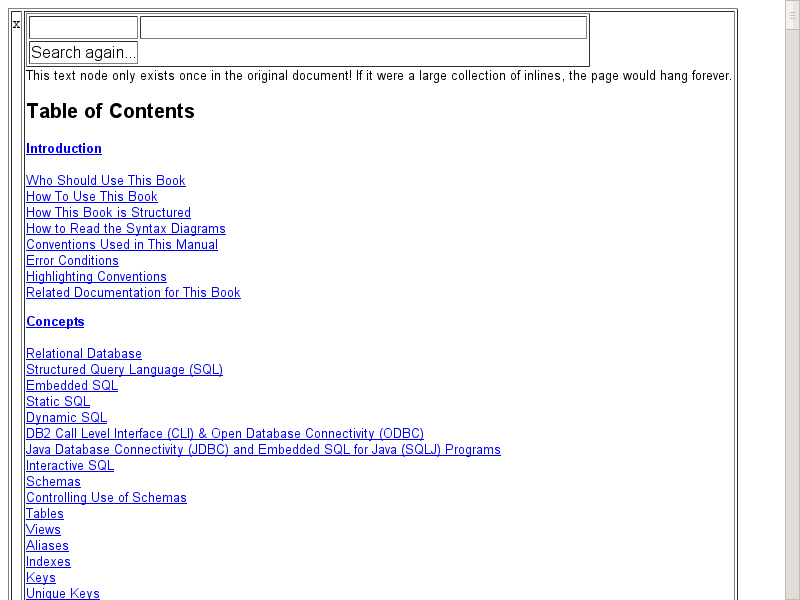 x
Search again...
This text node only exists once in the original document! If it were a large collection of inlines, the page would hang forever.
Table of Contents
Introduction
Who Should Use This Book
How To Use This Book
How This Book is Structured
How to Read the Syntax Diagrams
Conventions Used in This Manual
Error Conditions
Highlighting Conventions
Related Documentation for This Book
Concepts
Relational Database
Structured Query Language (SQL)
Embedded SQL
Static SQL
Dynamic SQL
DB2 Call Level Interface (CLI) & Open Database Connectivity (ODBC)
Java Database Connectivity (JDBC) and Embedded SQL for Java (SQLJ) Programs
Interactive SQL
Schemas
Controlling Use of Schemas
Tables
Views
Aliases
Indexes
Keys
Unique Keys